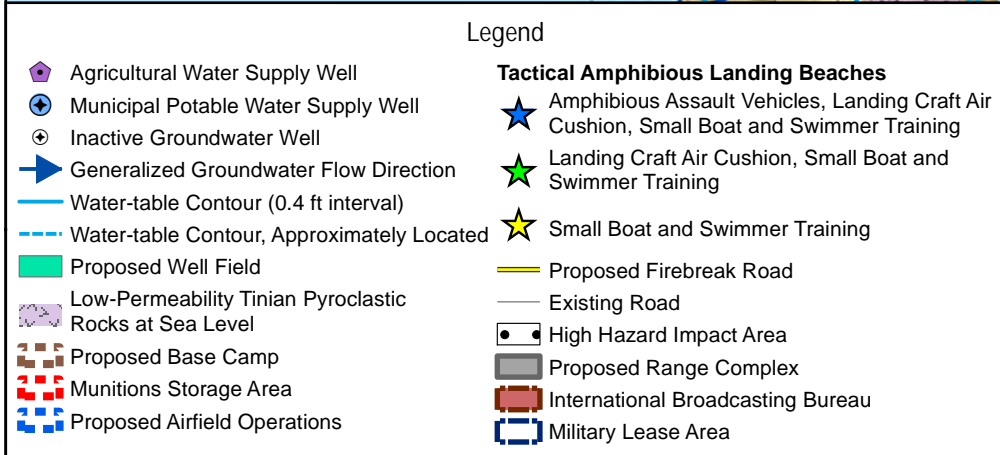 Legend
Agricultural Water Supply Well
Municipal Potable Water Supply Well
Inactive Groundwater Well
Generalized Groundwater Flow Direction
Water-table Contour (0.4 ft interval)
Water-table Contour, Approximately Located
Proposed Well Field
Low-Permeability Tinian Pyroclastic
Rocks at Sea Level
Proposed Base Camp
Munitions Storage Area
Proposed Airfield Operations
Tactical Amphibious Landing Beaches
Amphibious Assault Vehicles, Landing Craft Air
Cushion, Small Boat and Swimmer Training
Landing Craft Air Cushion, Small Boat and
Swimmer Training
Small Boat and Swimmer Training
Proposed Firebreak Road
Existing Road
High Hazard Impact Area
Proposed Range Complex
International Broadcasting Bureau
Military Lease Area